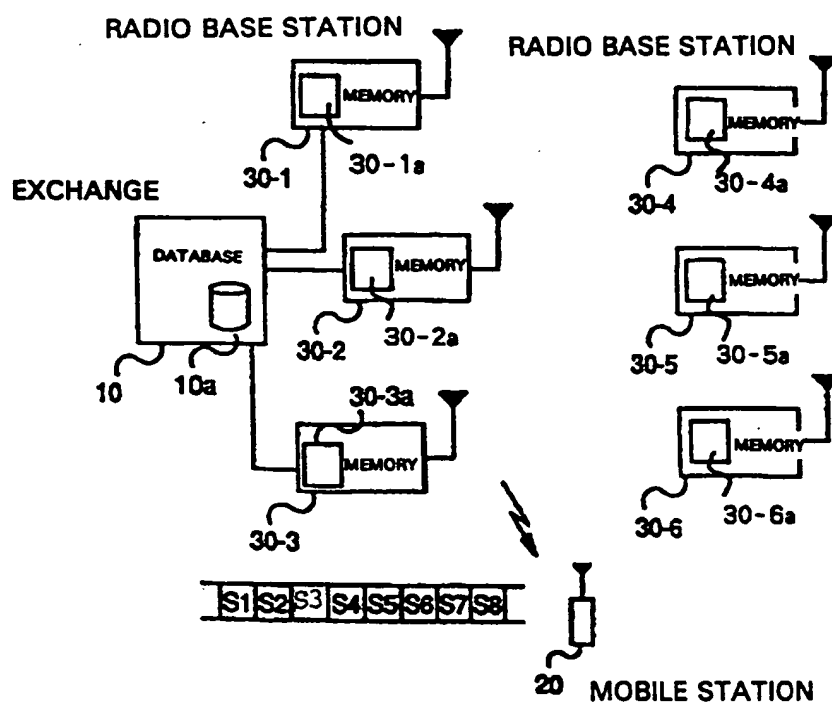 RADIO BASE STATION
RADIO BASE STATION
MEMORY
30-1
30-1a
MEMORY
30-4
30-4a
EXCHANGE
DATABASE
10
10a
MEMORY
30-2
30-2a
MEMORY
30-5
30-5a
30-3a
MEMORY
30-3
MEMORY
30-6
30-6a
S1 S2 S3 S4 S5 S6 S7 S8
20
MOBILE STATION